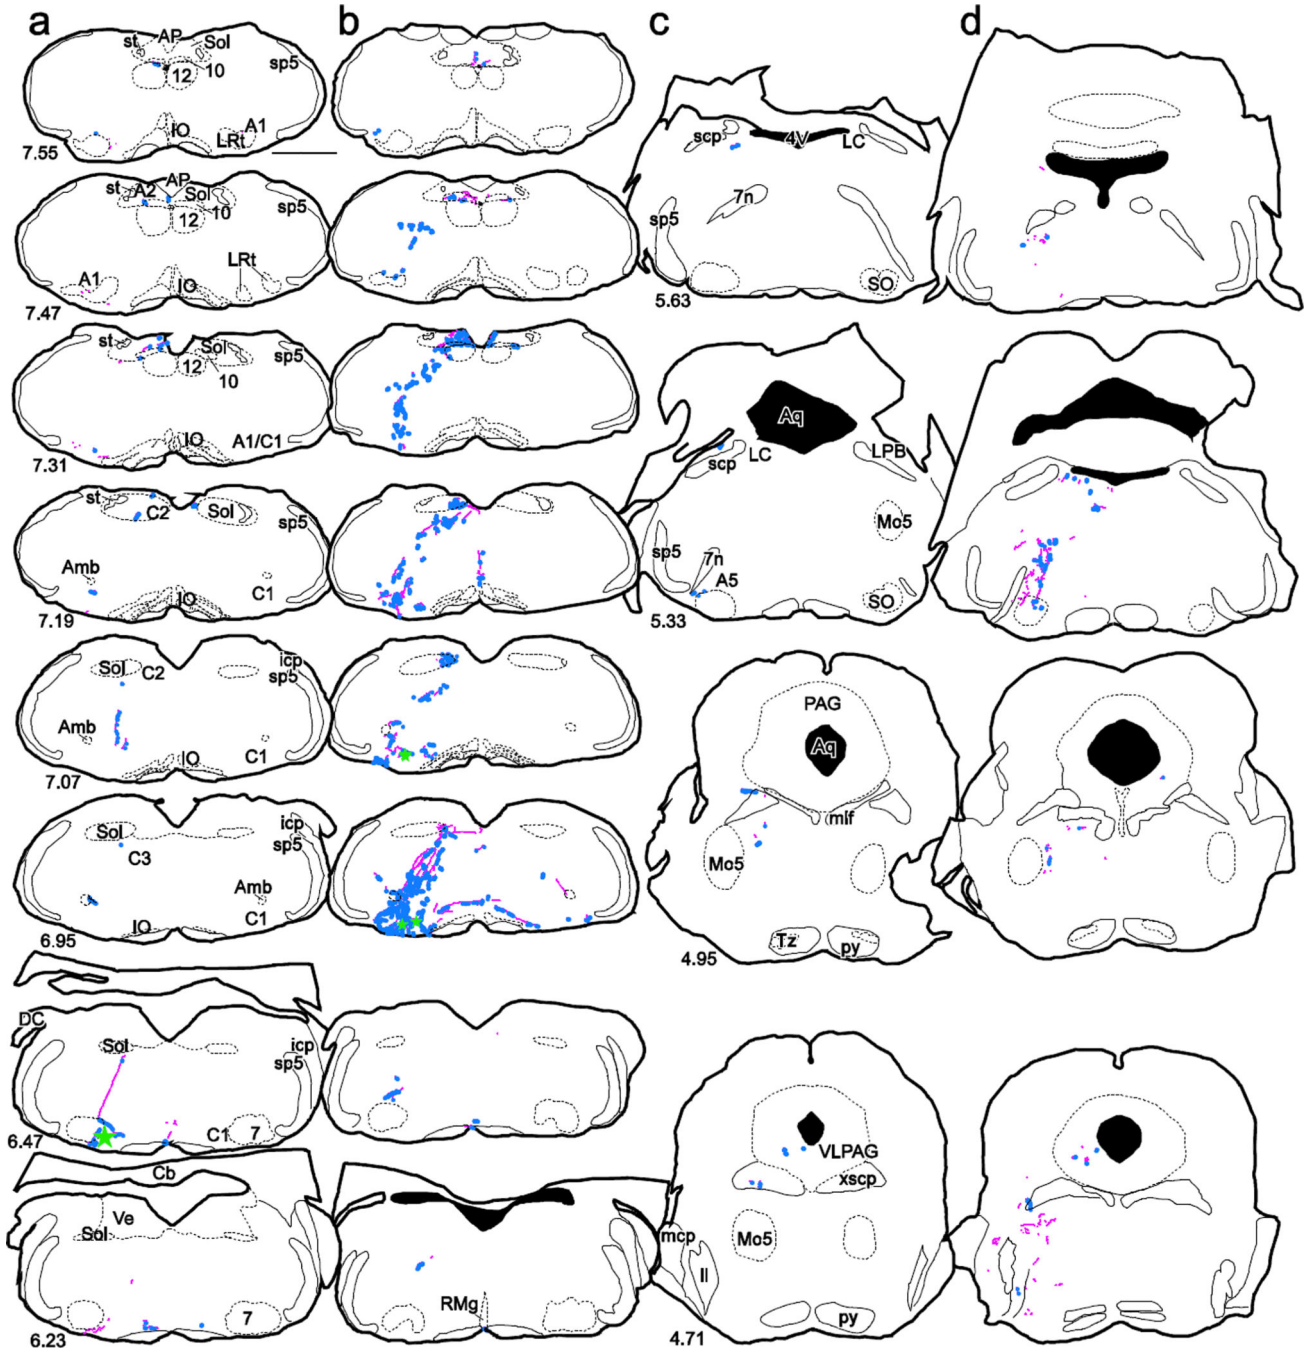 a b c d
AP
st Sol
12 10 sp5
IO A1
LRt
7.55
AP
st A2 Sol
12 10 sp5
A1 LRt
IO
7.47
st Sol sp5
12 10
IO A1/C1
7.31
st C2 Sol sp5
Amb
IO C1
7.19
Sol C2 icp
sp5
Amb
IO C1
7.07
Sol icp
C3 sp5
Amb
IO C1
6.95
DC
Sol icp
sp5
C1 7
6.47
Cb
Ve
Sol
7
6.23
RMg
scp 4V LC
7n
sp5
SO
5.63
Aq
scp LC LPB
Mo5
sp5 7n
A5
SO
5.33
PAG
Aq
mlf
Mo5
Tz py
4.95
VLPAG
xscp
mcp Mo5
ll
py
4.71